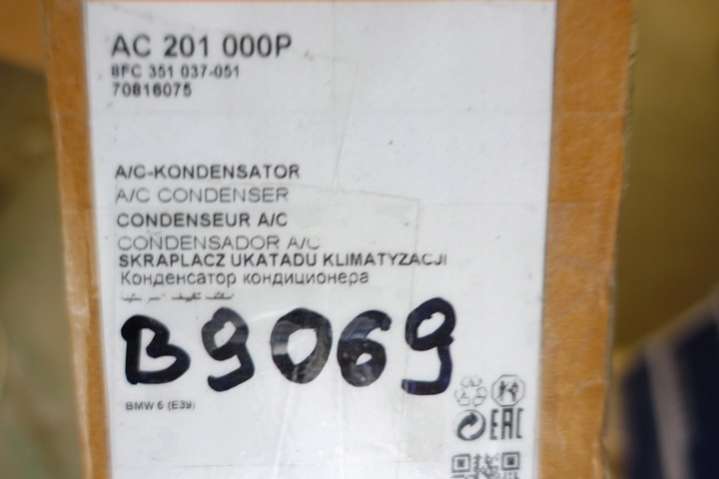 AC 201 000P
8FC 351 037-051
70816075
A/C-KONDENSATOR
A/C CONDENSER
CONDENSEUR A/C
CONDENSADOR A/C
SKRAPLACZ UKATADU KLIMATYZACJI
Конденсатор кондиционера
B9069
BMW 5 (E39)
EAC